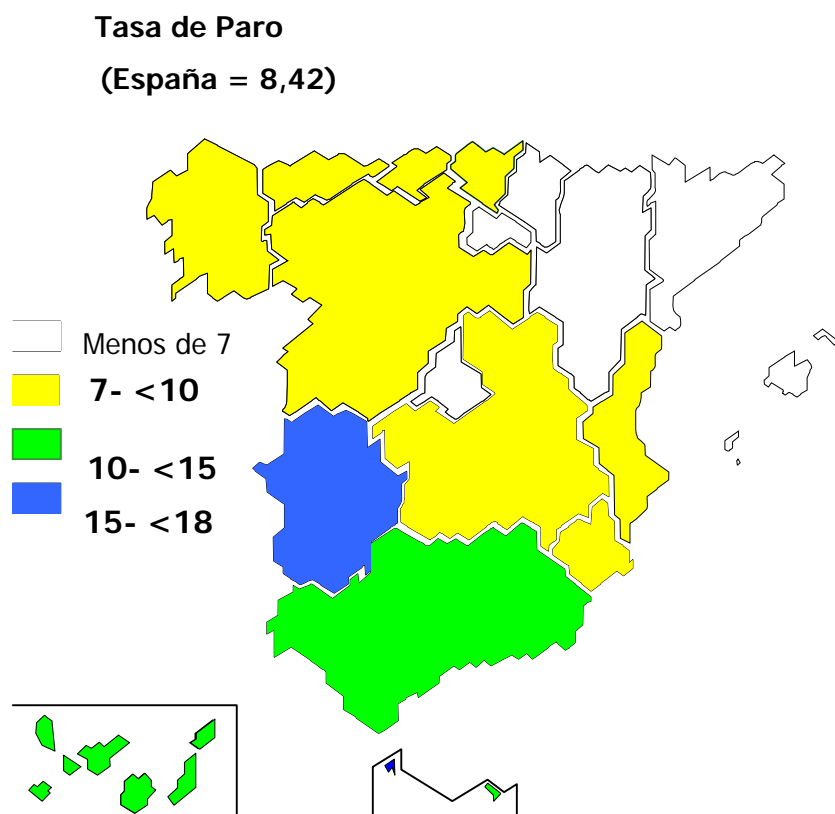 Tasa de Paro
(España = 8,42)
Menos de 7
7- <10
10- <15
15- <18